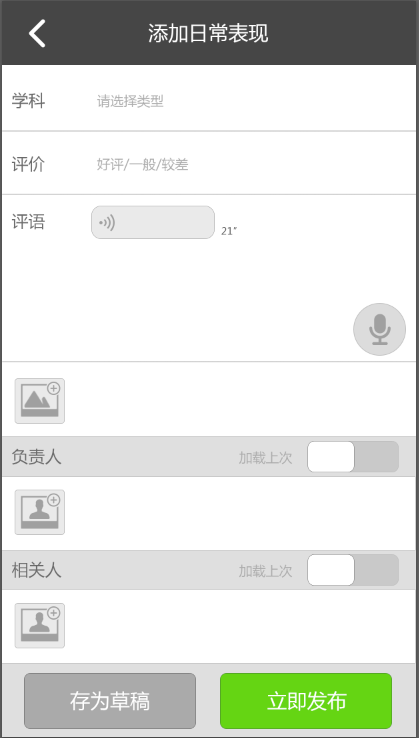 添加日常表现
学科 请选择类型
评价 好评/一般/较差
评语 21"
负责人 加载上次
相关人 加载上次
存为草稿 立即发布